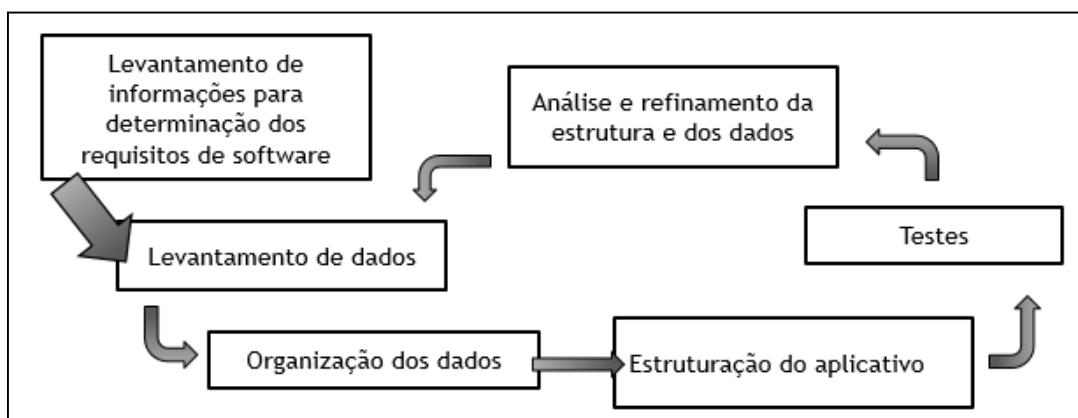 Levantamento de
informações para
determinação dos
requisitos de software
Análise e refinamento da
estrutura e dos dados
Testes
Levantamento de dados
Organização dos dados
Estruturação do aplicativo